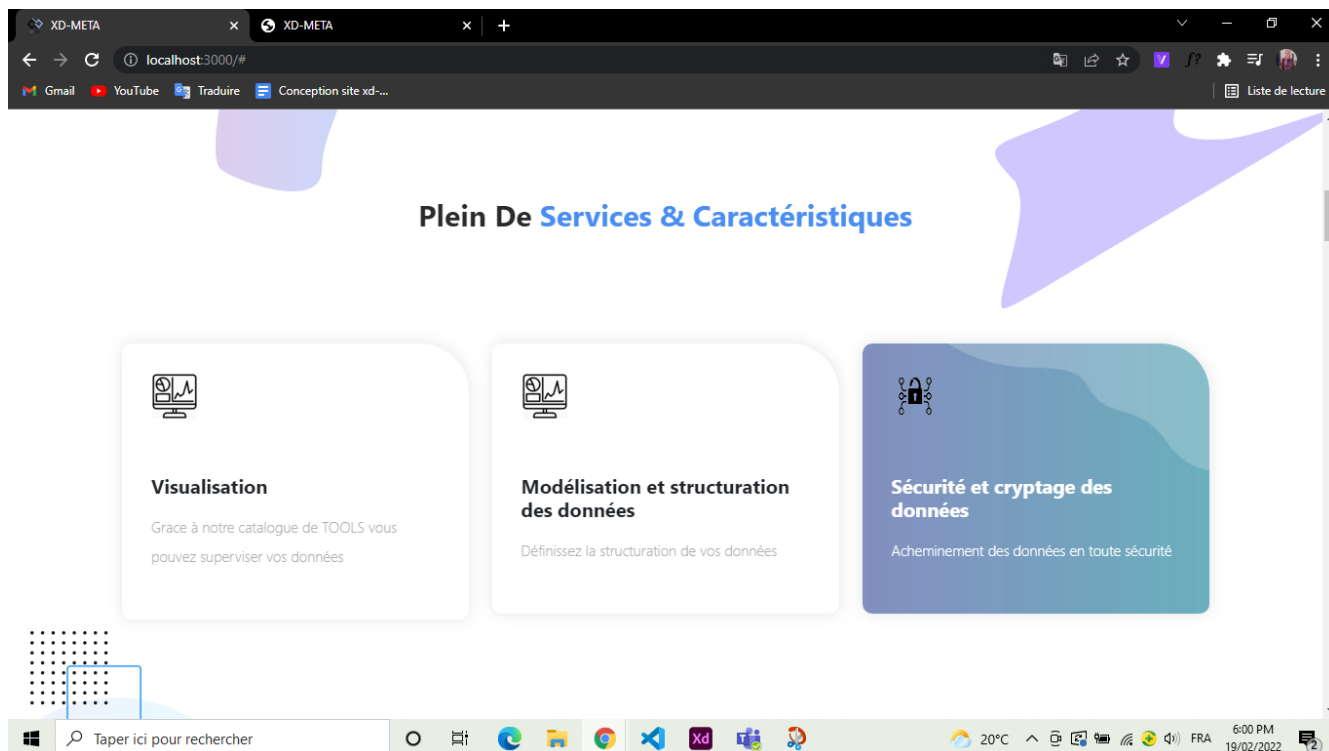 XD-META
XD-META
localhost:3000/#
Gmail
YouTube
Traduire
Conception site xd-...
Liste de lecture
Plein De Services & Caractéristiques
Visualisation
Grace à notre catalogue de TOOLS vous
pouvez superviser vos données
Modélisation et structuration
des données
Définissez la structuration de vos données
Sécurité et cryptage des
données
Acheminement des données en toute sécurité
Taper ici pour rechercher
Xd
20°C
FRA
6:00 PM
19/02/2022
2